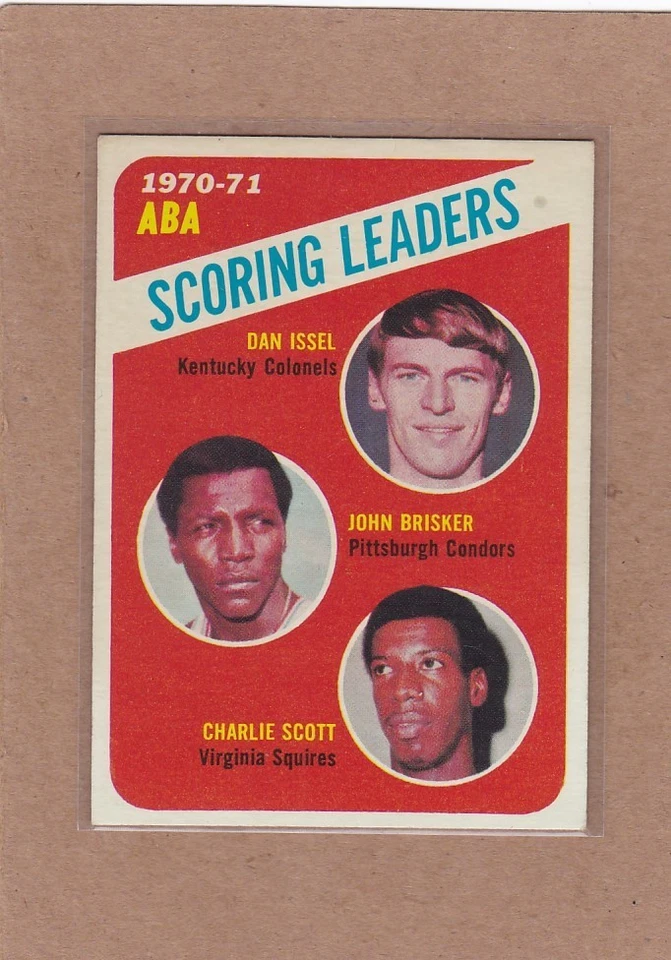 1970-71
ABA
SCORING LEADERS
DAN ISSEL
Kentucky Colonels
JOHN BRISKER
Pittsburgh Condors
CHARLIE SCOTT
Virginia Squires